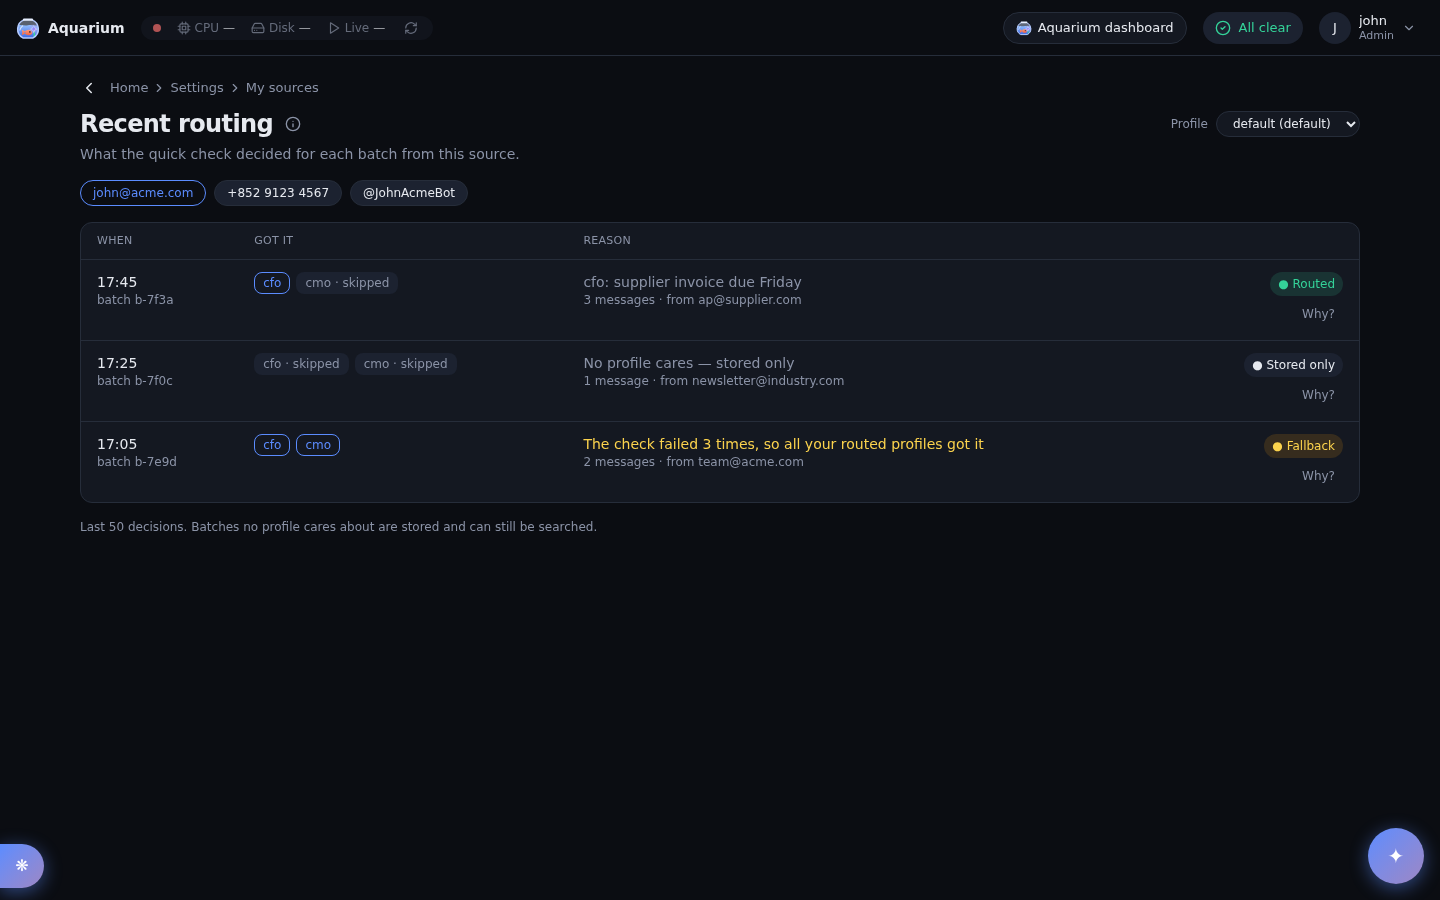 Aquarium
CPU —
Disk —
Live —
Aquarium dashboard
All clear
J
john
Admin
Home
Settings
My sources
Recent routing
Profile
default (default)
What the quick check decided for each batch from this source.
john@acme.com
+852 9123 4567
@JohnAcmeBot
WHEN
GOT IT
REASON
17:45
batch b-7f3a
cfo
cmo · skipped
cfo: supplier invoice due Friday
3 messages · from ap@supplier.com
Routed
Why?
17:25
batch b-7f0c
cfo · skipped
cmo · skipped
No profile cares — stored only
1 message · from newsletter@industry.com
Stored only
Why?
17:05
batch b-7e9d
cfo
cmo
The check failed 3 times, so all your routed profiles got it
2 messages · from team@acme.com
Fallback
Why?
Last 50 decisions. Batches no profile cares about are stored and can still be searched.